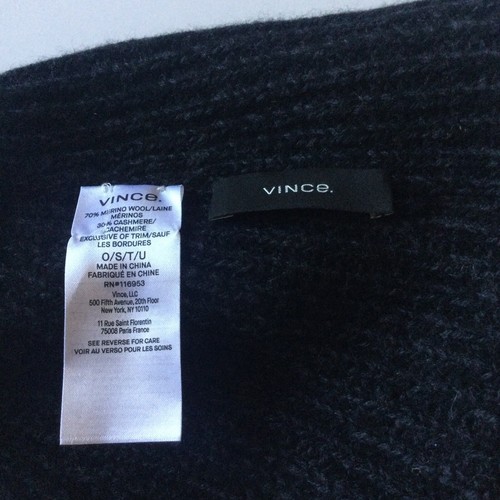 VINCE.
70% MERINO WOOL/LAINE
MÉRINOS
30% CASHMERE/
CACHEMIRE
EXCLUSIVE OF TRIM/SAUF
LES BORDURES
O/S/T/U
MADE IN CHINA
FABRIQUÉ EN CHINE
RN#116953
Vince, LLC
500 Fifth Avenue, 20th Floor
New York, NY 10110
11 Rue Saint Florentin
75008 Paris France
SEE REVERSE FOR CARE
VOIR AU VERSO POUR LES SOINS
VINCE.